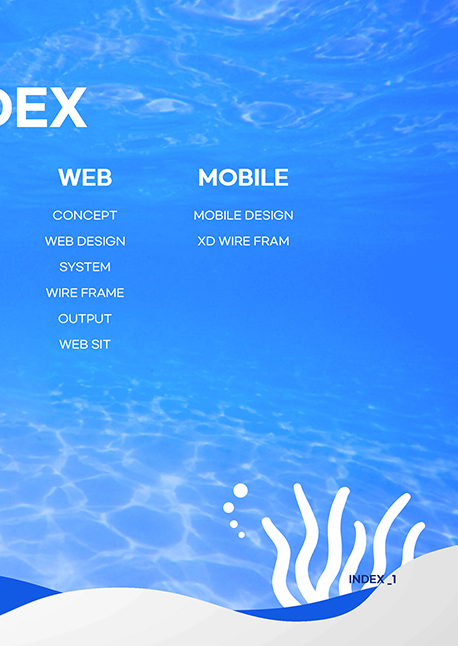 DEX
WEB
CONCEPT
WEB DESIGN
SYSTEM
WIRE FRAME
OUTPUT
WEB SIT
MOBILE
MOBILE DESIGN
XD WIRE FRAM
INDEX _1